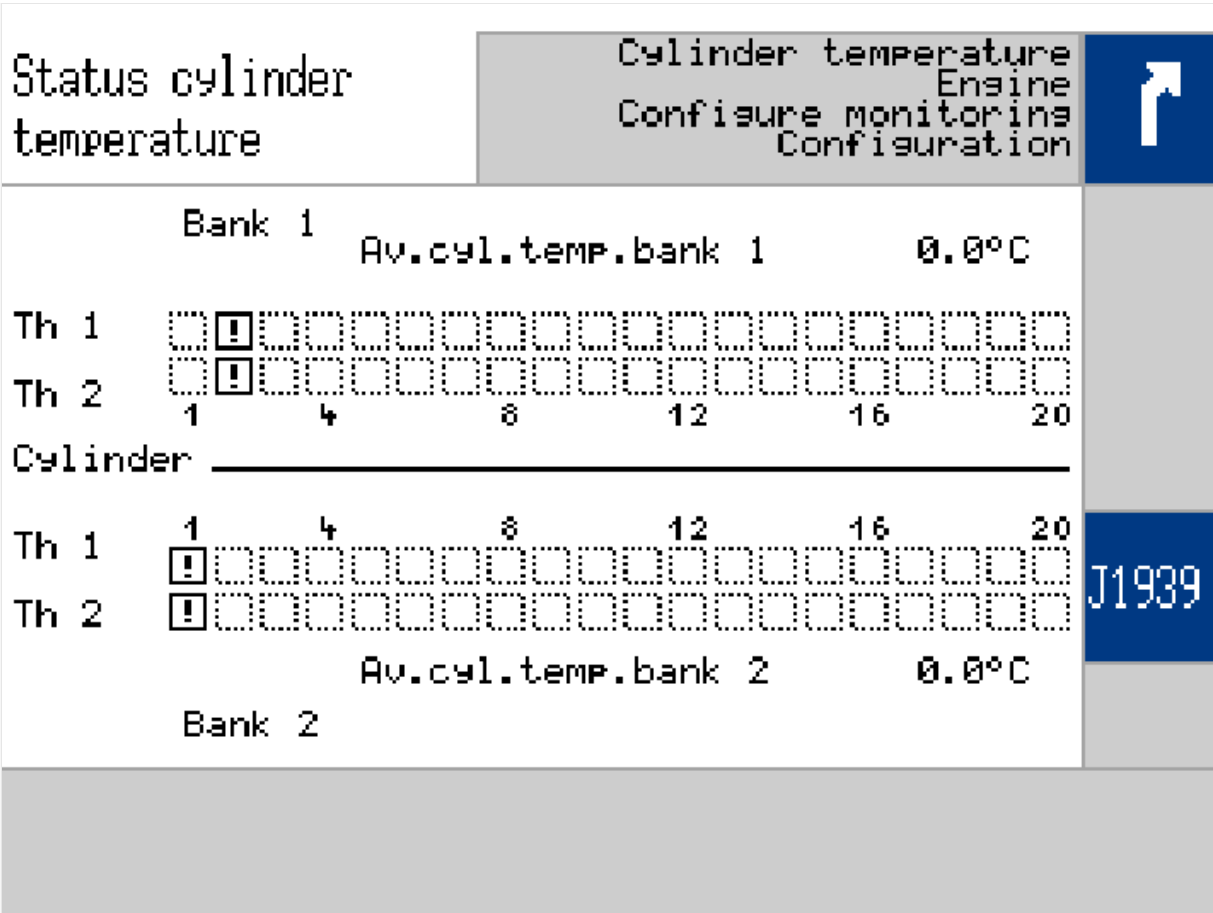 Status cylinder
temperature
Cylinder temperature
Engine
Configure monitoring
Configuration
Bank 1
Av.cyl.temp.bank 1 0.0°C
Th 1 !
Th 2 !
1 4 8 12 16 20
Cylinder
1 4 8 12 16 20
Th 1 !
Th 2 !
J1939
Av.cyl.temp.bank 2 0.0°C
Bank 2